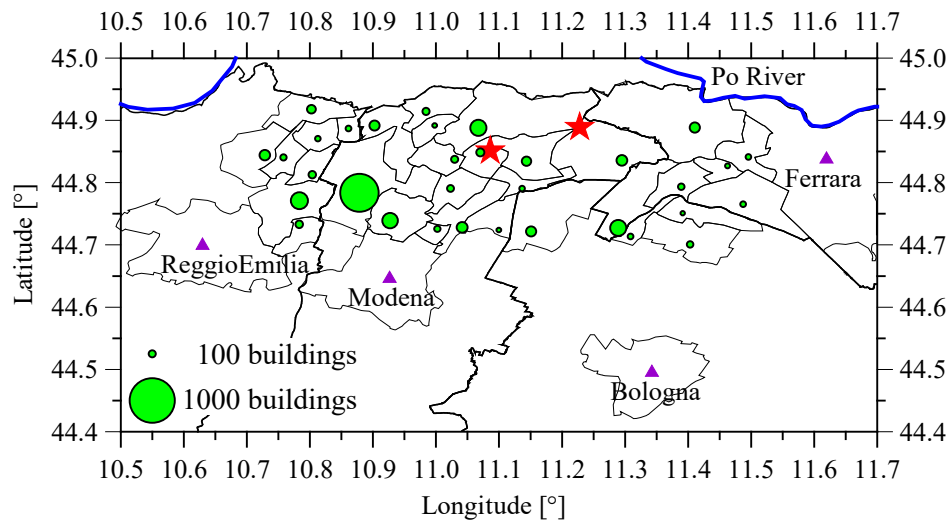 10.5 10.6 10.7 10.8 10.9 11.0 11.1 11.2 11.3 11.4 11.5 11.6 11.7
45.0 45.0
Po River
44.9 44.9
Ferrara
44.8 44.8
44.7 44.7
ReggioEmilia
Modena
44.6 44.6
100 buildings
44.5 44.5
Bologna
1000 buildings
44.4 44.4
10.5 10.6 10.7 10.8 10.9 11.0 11.1 11.2 11.3 11.4 11.5 11.6 11.7
Latitude [°]
Longitude [°]